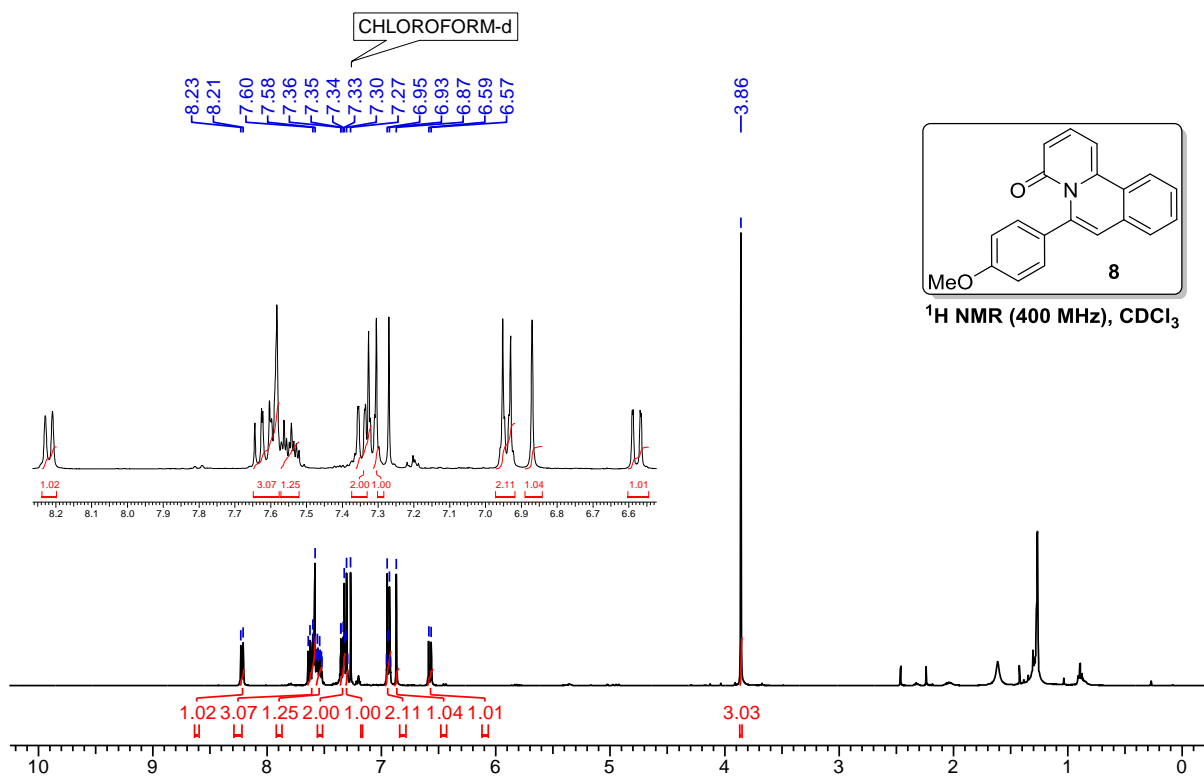 CHLOROFORM-d
8.23
8.21
7.60
7.58
7.36
7.35
7.34
7.33
7.30
7.27
6.95
6.93
6.87
6.59
6.57
3.86
O
N
MeO
8
¹H NMR (400 MHz), CDCl₃
1.02 3.07 1.25 2.00 1.00 2.11 1.04 1.01
8.2 8.1 8.0 7.9 7.8 7.7 7.6 7.5 7.4 7.3 7.2 7.1 7.0 6.9 6.8 6.7 6.6
1.02 3.07 1.25 2.00 1.00 2.11 1.04 1.01 3.03
10 9 8 7 6 5 4 3 2 1 0